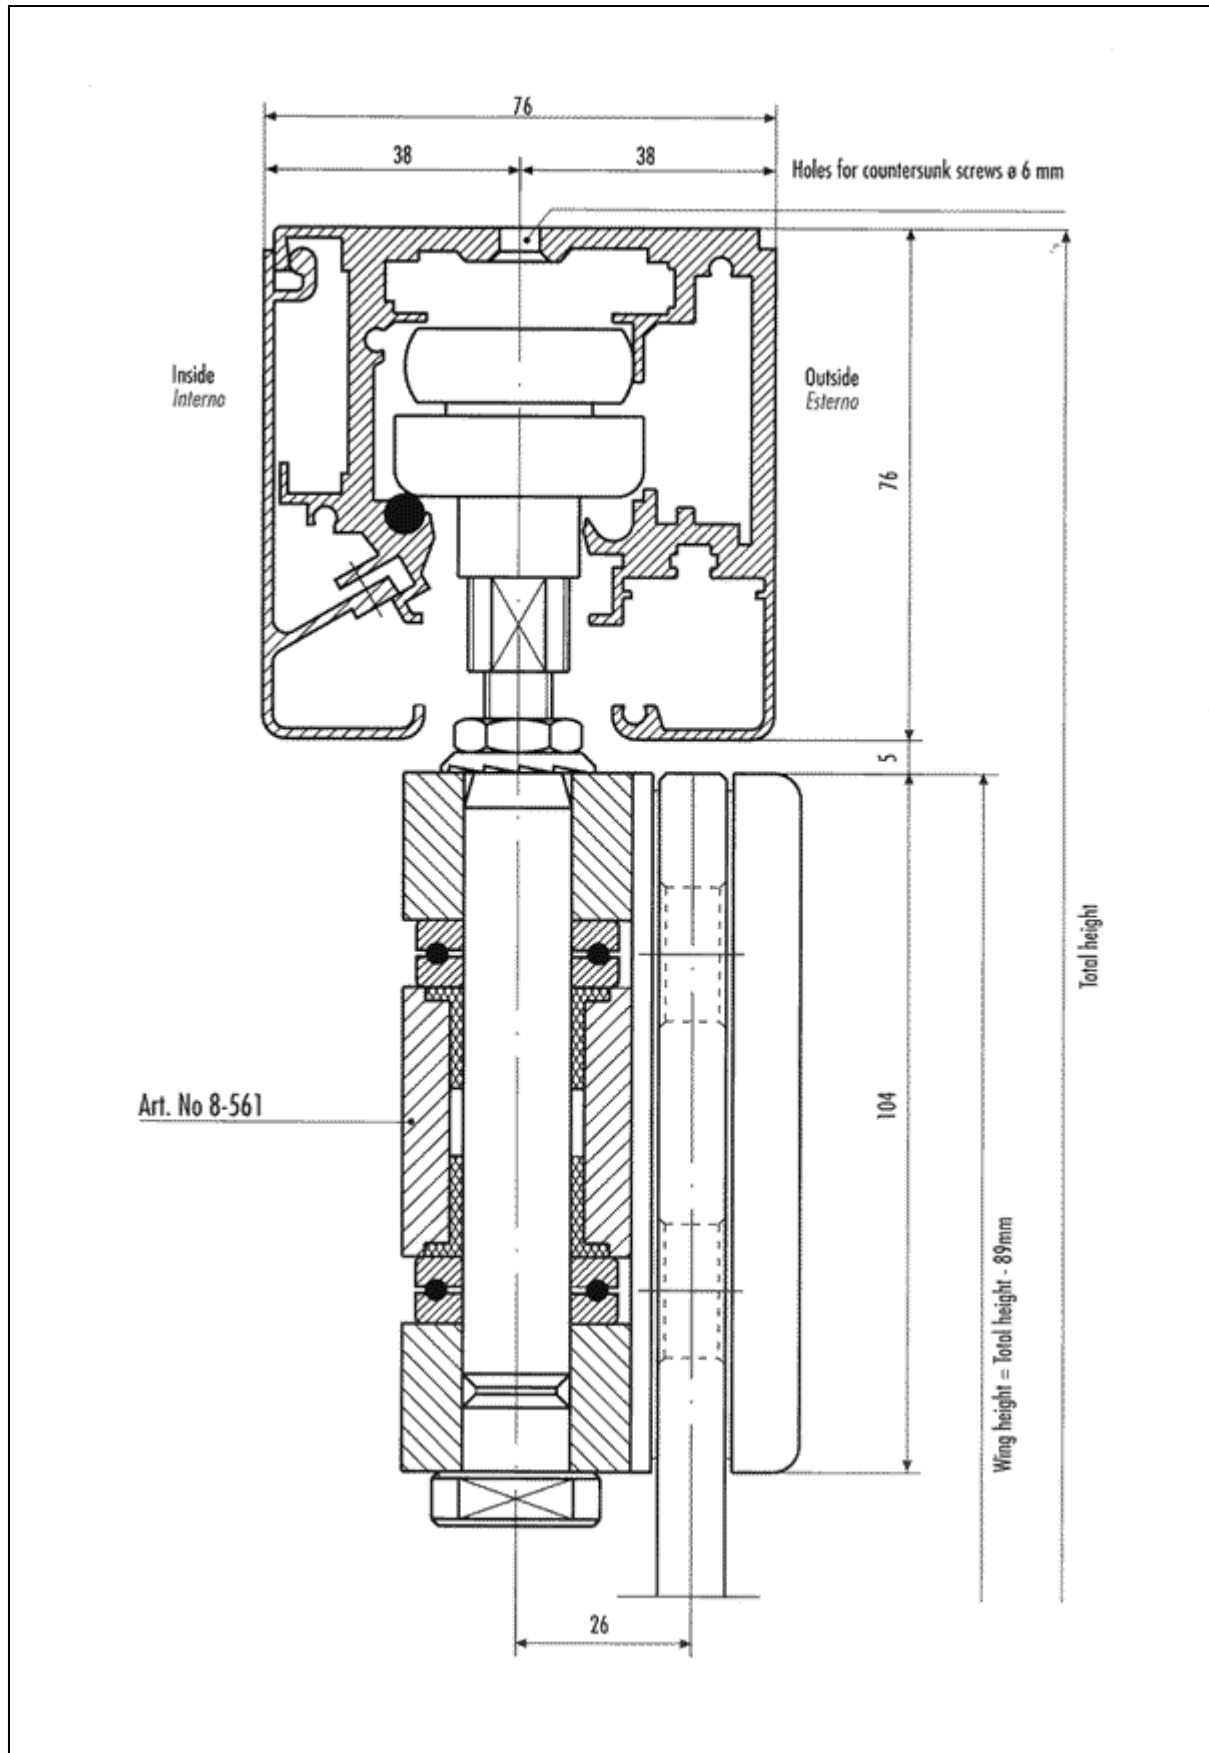 76
38
38
Holes for countersunk screws ø 6 mm
Inside
Interno
Outside
Esterno
76
5
Total height
Art. No 8-561
104
Wing height = Total height - 89mm
26